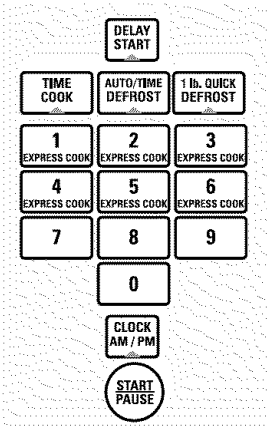 DELAY
START
TIME
COOK
AUTO/TIME
DEFROST
1 lb. QUICK
DEFROST
1
EXPRESS COOK
2
EXPRESS COOK
3
EXPRESS COOK
4
EXPRESS COOK
5
EXPRESS COOK
6
EXPRESS COOK
7
8
9
0
CLOCK
AM / PM
START
PAUSE